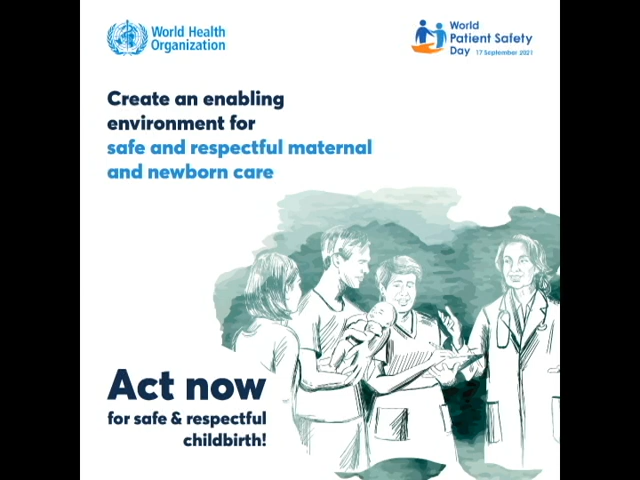 World Health
Organization
World
Patient Safety
Day 17 September 2021
Create an enabling
environment for
safe and respectful maternal
and newborn care
Act now
for safe & respectful
childbirth!